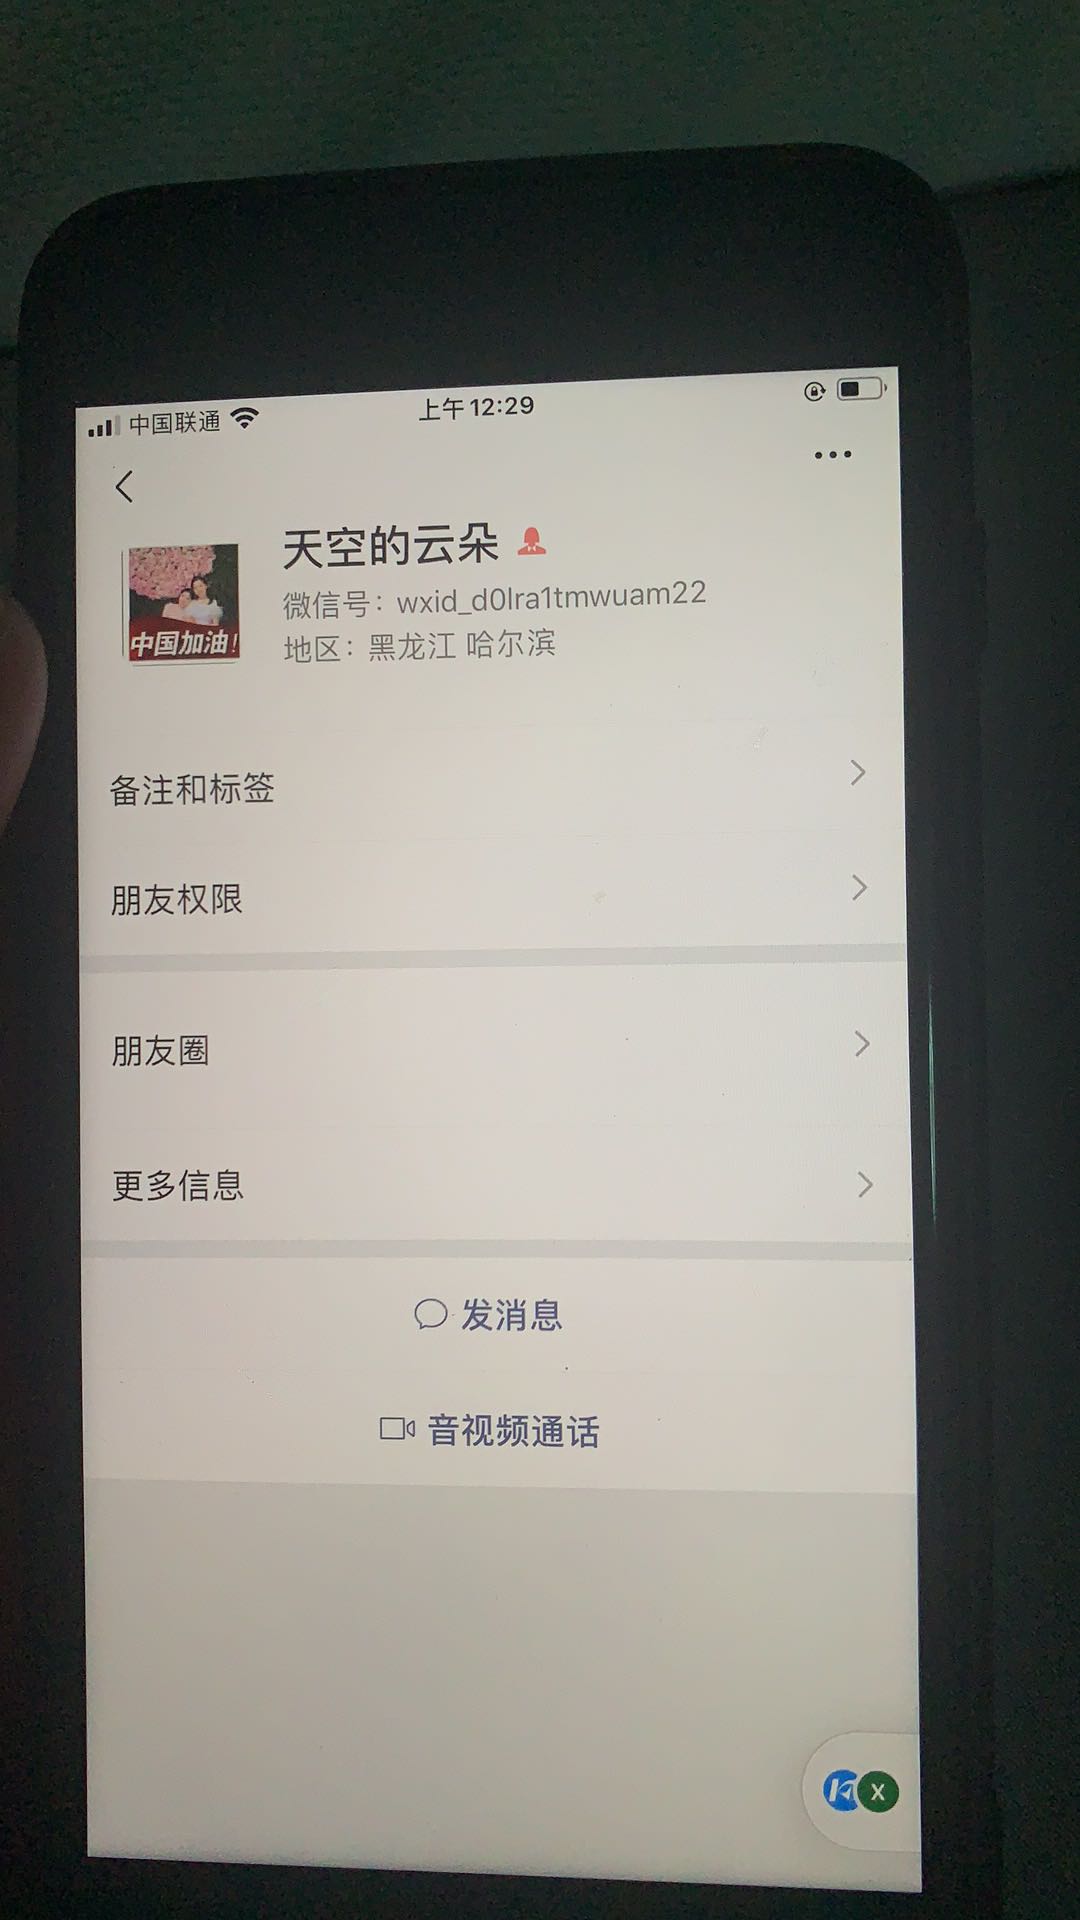 中国联通
上午12:29
天空的云朵
微信号：wxid_d0lra1tmwuam22
地区：黑龙江 哈尔滨
中国加油！
备注和标签
朋友权限
朋友圈
更多信息
发消息
音视频通话
X